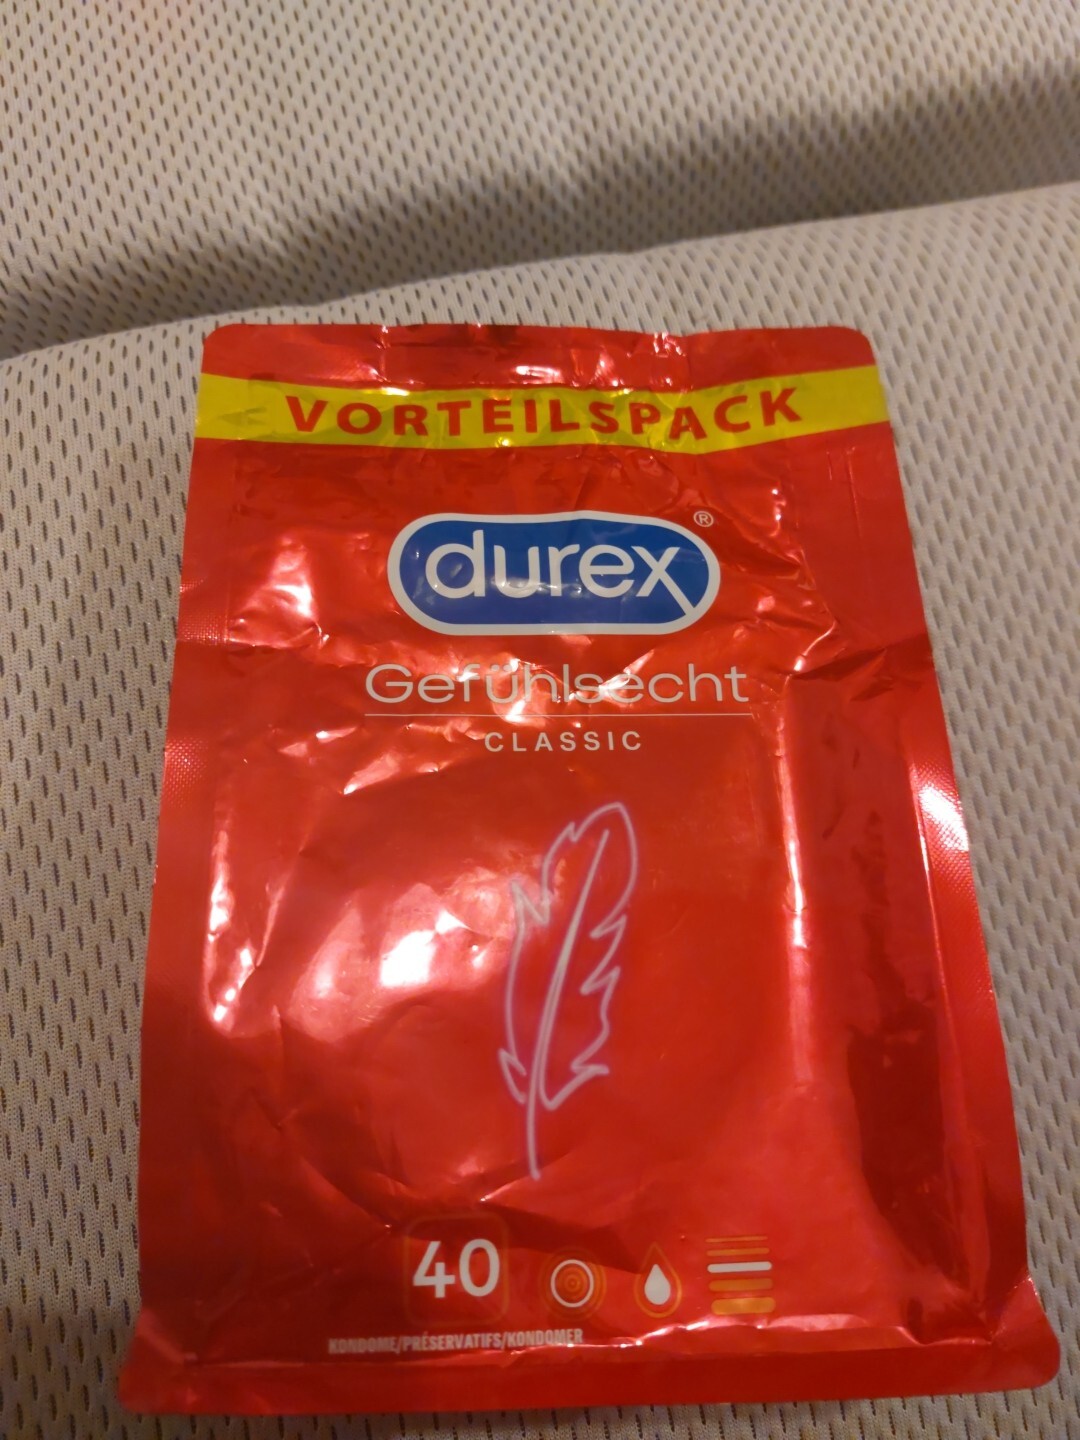 VORTEILSPACK
durex®
Gefühlsecht
CLASSIC
40
KONDOME/PRÉSERVATIFS/KONDOMER